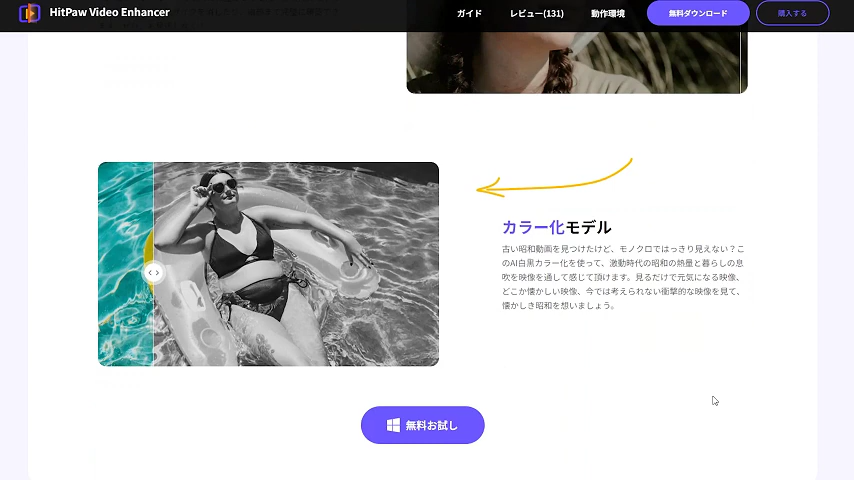 HitPaw Video Enhancer
ガイド
レビュー(131)
動作環境
無料ダウンロード
購入する
カラー化モデル
古い昭和動画を見つけたけど、モノクロではっきり見えない？こ
のAI白黒カラー化を使って、激動時代の昭和の熱量と暮らしの息
吹を映像を通して感じて頂けます。見るだけで元気になる映像、
どこか懐かしい映像、今では考えられない衝撃的な映像を見て、
懐かしき昭和を想いましょう。
無料お試し